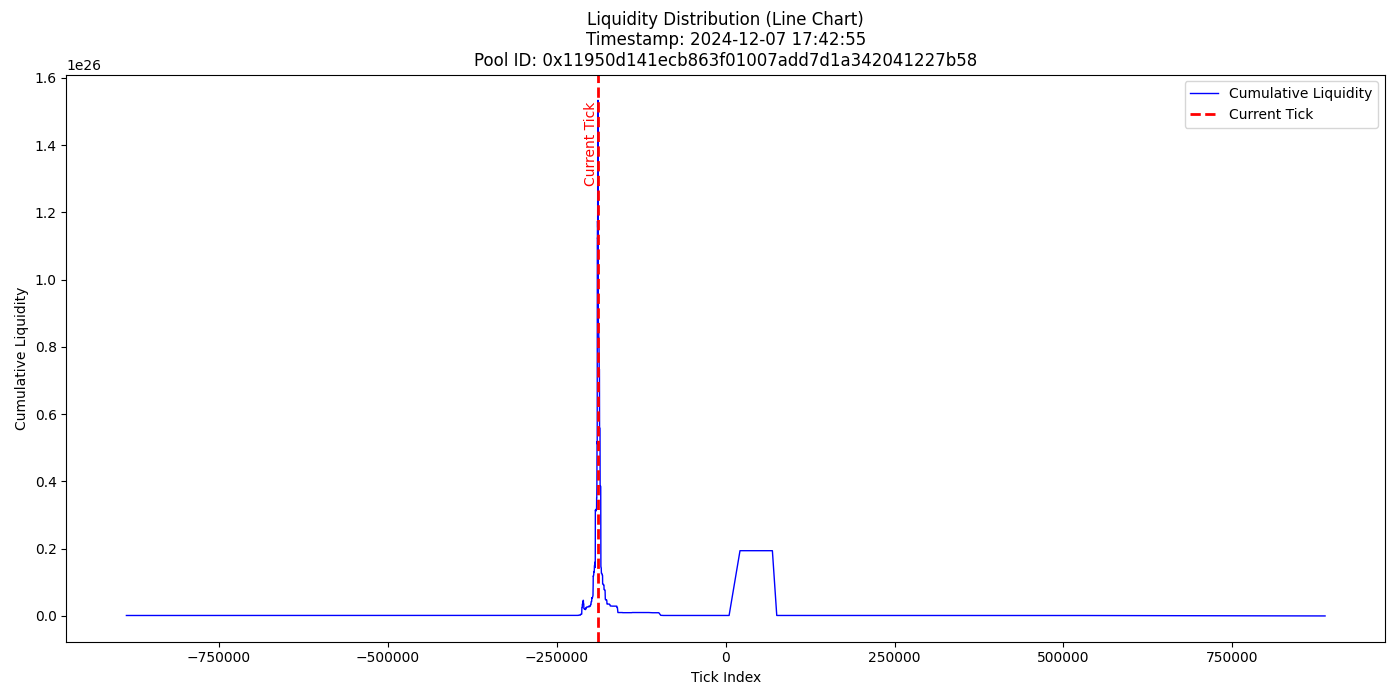 Liquidity Distribution (Line Chart)
Timestamp: 2024-12-07 17:42:55
Pool ID: 0x11950d141ecb863f01007add7d1a342041227b58
1e26
1.6
1.4
1.2
1.0
0.8
0.6
0.4
0.2
0.0
Cumulative Liquidity
Current Tick
Cumulative Liquidity
Current Tick
−750000
−500000
−250000
0
250000
500000
750000
Tick Index